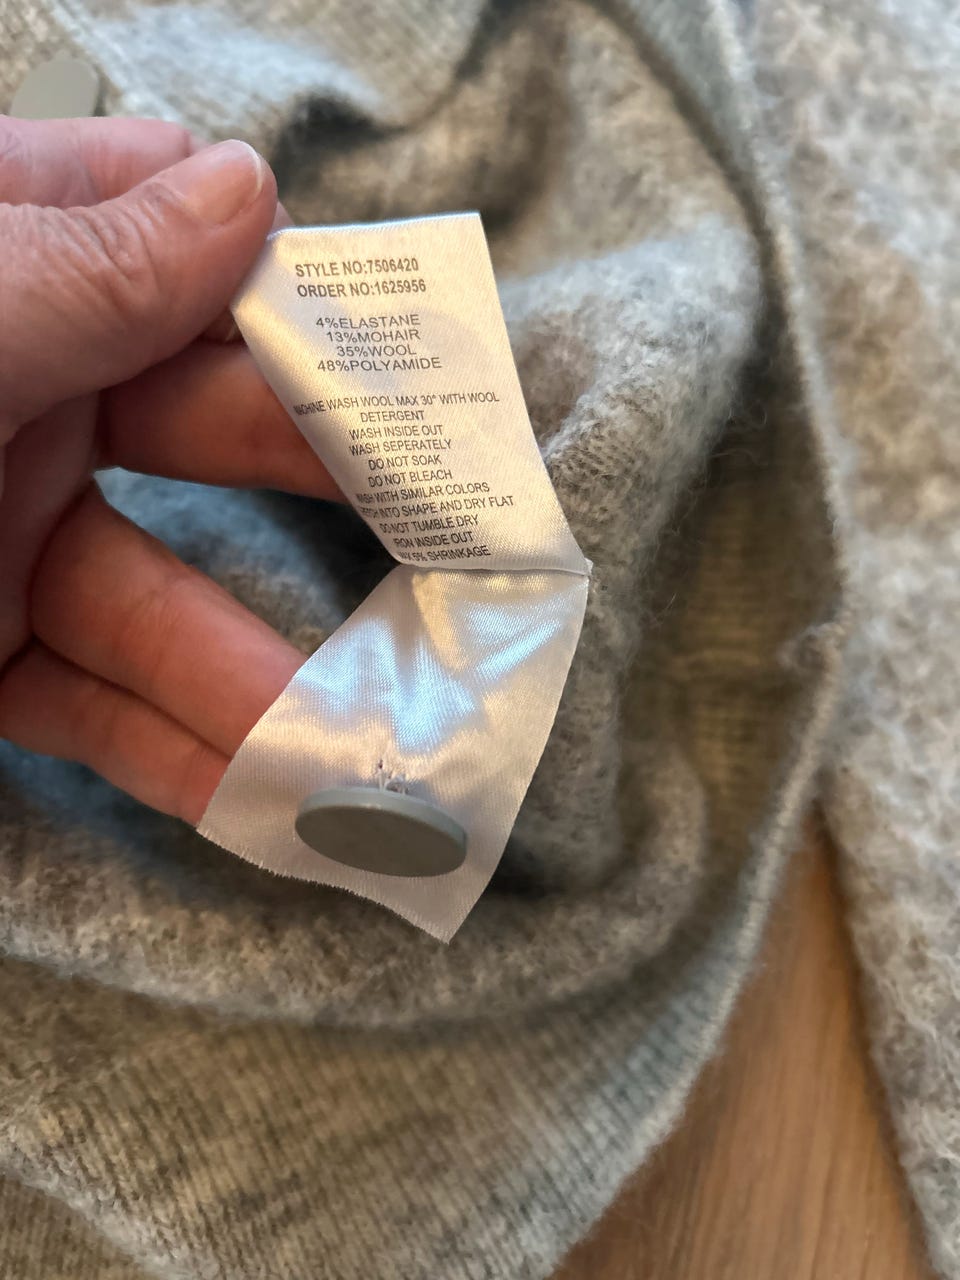 STYLE NO:7506420
ORDER NO:1625956
4%ELASTANE
13%MOHAIR
35%WOOL
48%POLYAMIDE
WASH WOOL MAX 30° WITH WOOL
DETERGENT
WASH INSIDE OUT
WASH SEPERATELY
DO NOT SOAK
DO NOT BLEACH
WITH SIMILAR COLORS
INTO SHAPE AND DRY FLAT
DO NOT TUMBLE DRY
IRON INSIDE OUT
5% SHRINKAGE